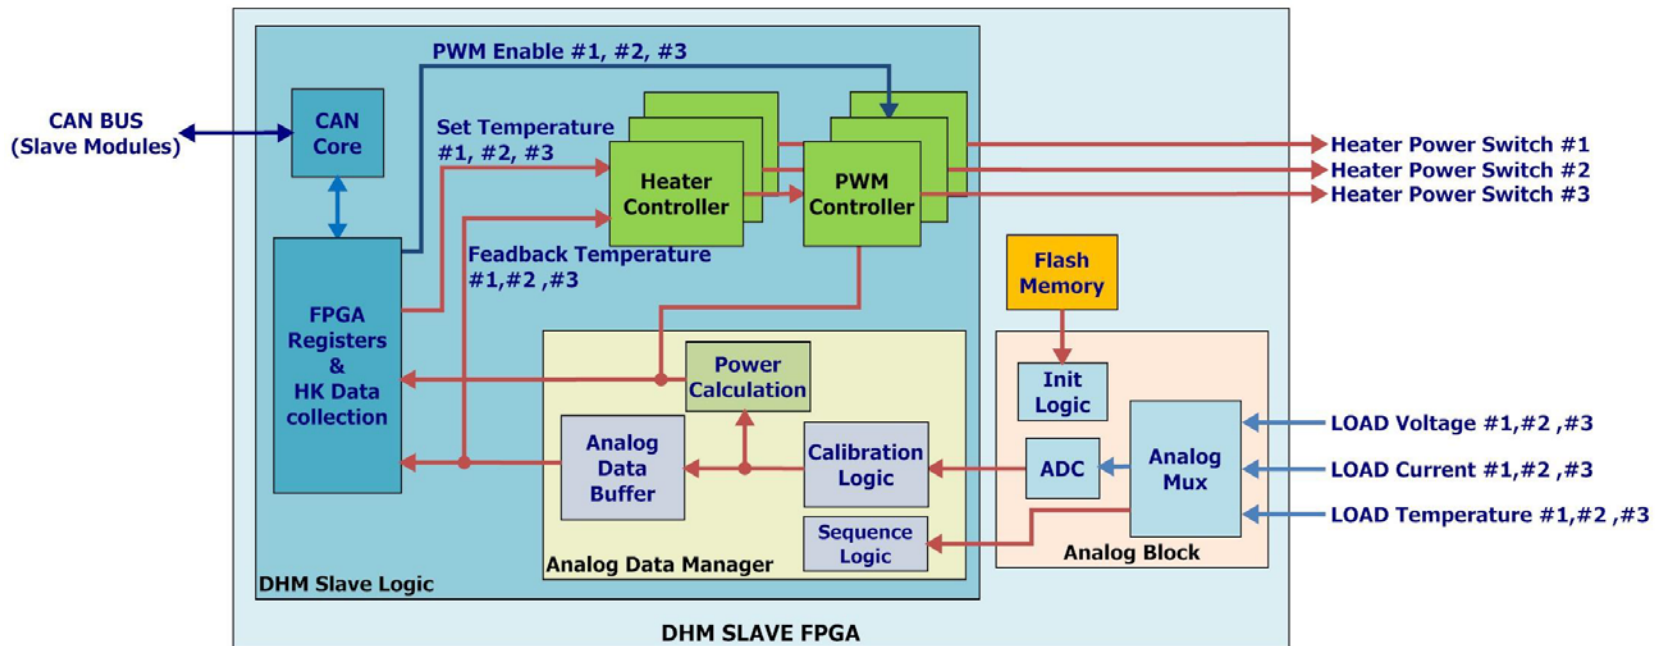 PWM Enable #1, #2, #3
CAN BUS
(Slave Modules)
CAN
Core
Set Temperature
#1, #2, #3
Heater
Controller
PWM
Controller
Heater Power Switch #1
Heater Power Switch #2
Heater Power Switch #3
Feadback Temperature
#1,#2 ,#3
Flash
Memory
FPGA
Registers
&
HK Data
collection
Power
Calculation
Init
Logic
Analog
Data
Buffer
Calibration
Logic
ADC
Analog
Mux
LOAD Voltage #1,#2 ,#3
LOAD Current #1,#2 ,#3
LOAD Temperature #1,#2 ,#3
Sequence
Logic
Analog Block
Analog Data Manager
DHM Slave Logic
DHM SLAVE FPGA